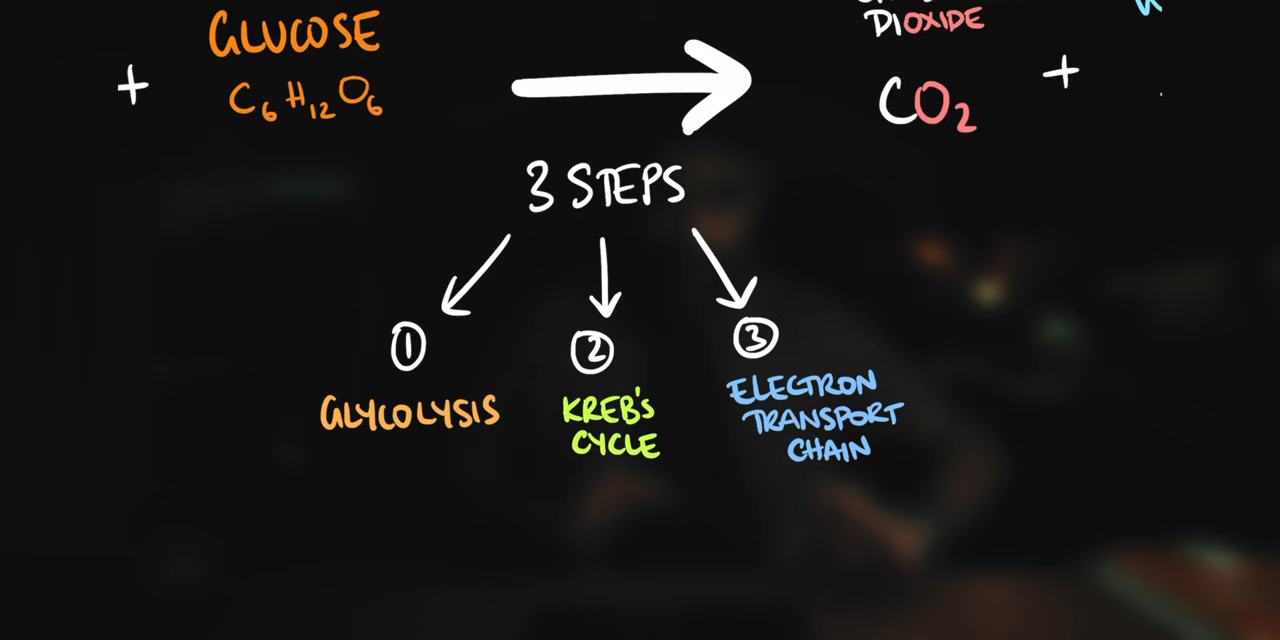 GLUCOSE
DIOXIDE
+ C6H12O6
CO2 +
3 STEPS
1
2
3
GLYCOLYSIS
KREB'S
CYCLE
ELECTRON
TRANSPORT
CHAIN